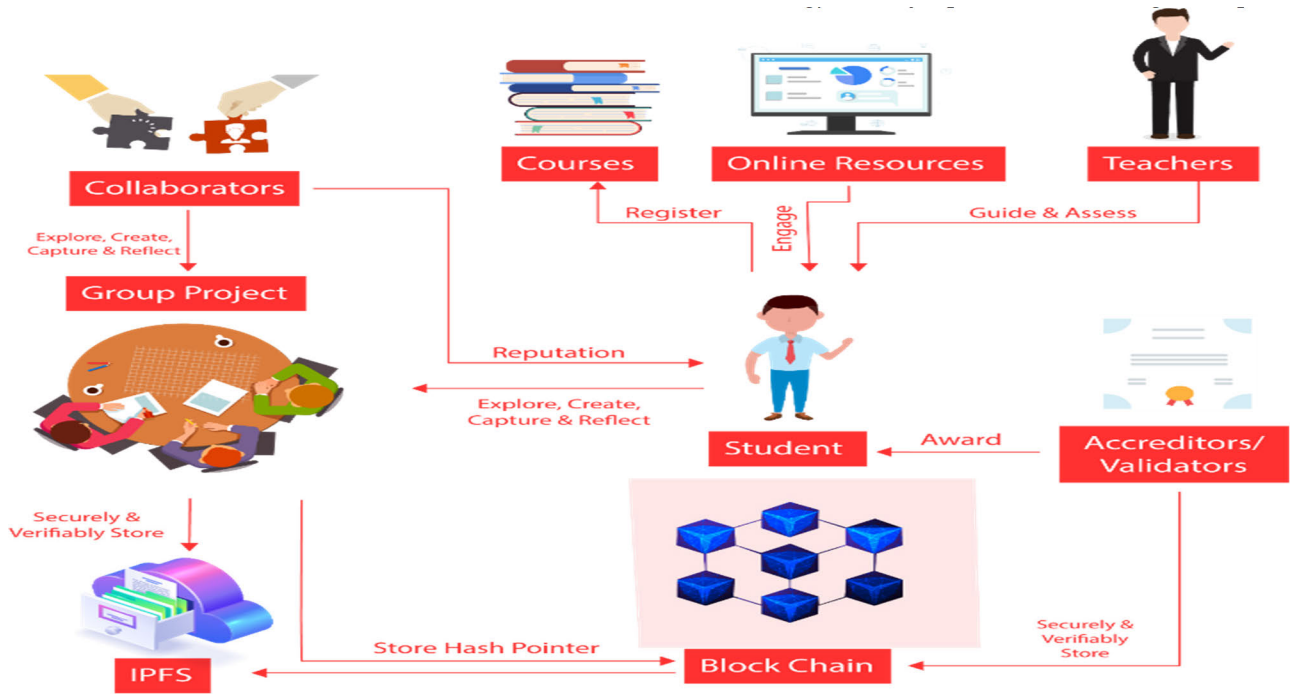 Courses
Online Resources
Teachers
Collaborators
Register
Engage
Guide & Assess
Explore, Create,
Capture & Reflect
Group Project
Reputation
Explore, Create,
Capture & Reflect
Student
Award
Accreditors/
Validators
Securely &
Verifiably Store
Securely &
Verifiably
Store
Store Hash Pointer
IPFS
Block Chain